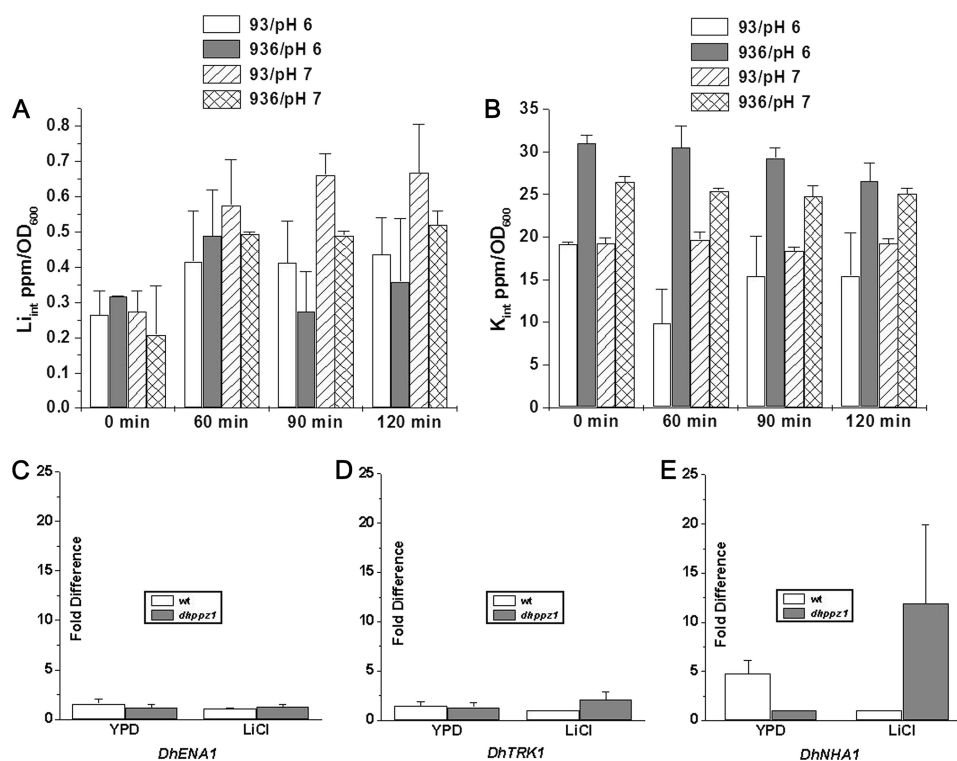 93/pH 6
936/pH 6
93/pH 7
936/pH 7
A
Li int ppm/OD600
0.8
0.7
0.6
0.5
0.4
0.3
0.2
0.1
0.0
0 min
60 min
90 min
120 min
93/pH 6
936/pH 6
93/pH 7
936/pH 7
B
K int ppm/OD600
35
30
25
20
15
10
5
0
0 min
60 min
90 min
120 min
C
Fold Difference
25
20
15
10
5
0
wt
dhppz1
YPD
LiCl
DhENA1
D
Fold Difference
25
20
15
10
5
0
wt
dhppz1
YPD
LiCl
DhTRK1
E
Fold Difference
25
20
15
10
5
0
wt
dhppz1
YPD
LiCl
DhNHA1